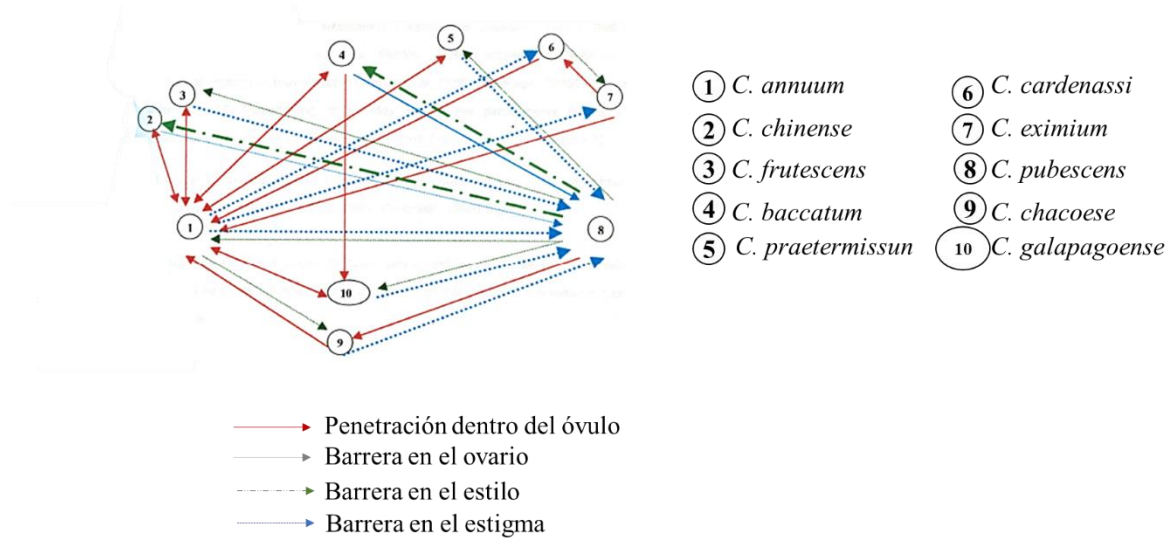 4
5
6
3
7
2
1
8
10
9
1 C. annuum
6 C. cardenassi
2 C. chinense
7 C. eximium
3 C. frutescens
8 C. pubescens
4 C. baccatum
9 C. chacoese
5 C. praetermissun
10 C. galapagoense
Penetración dentro del óvulo
Barrera en el ovario
Barrera en el estilo
Barrera en el estigma